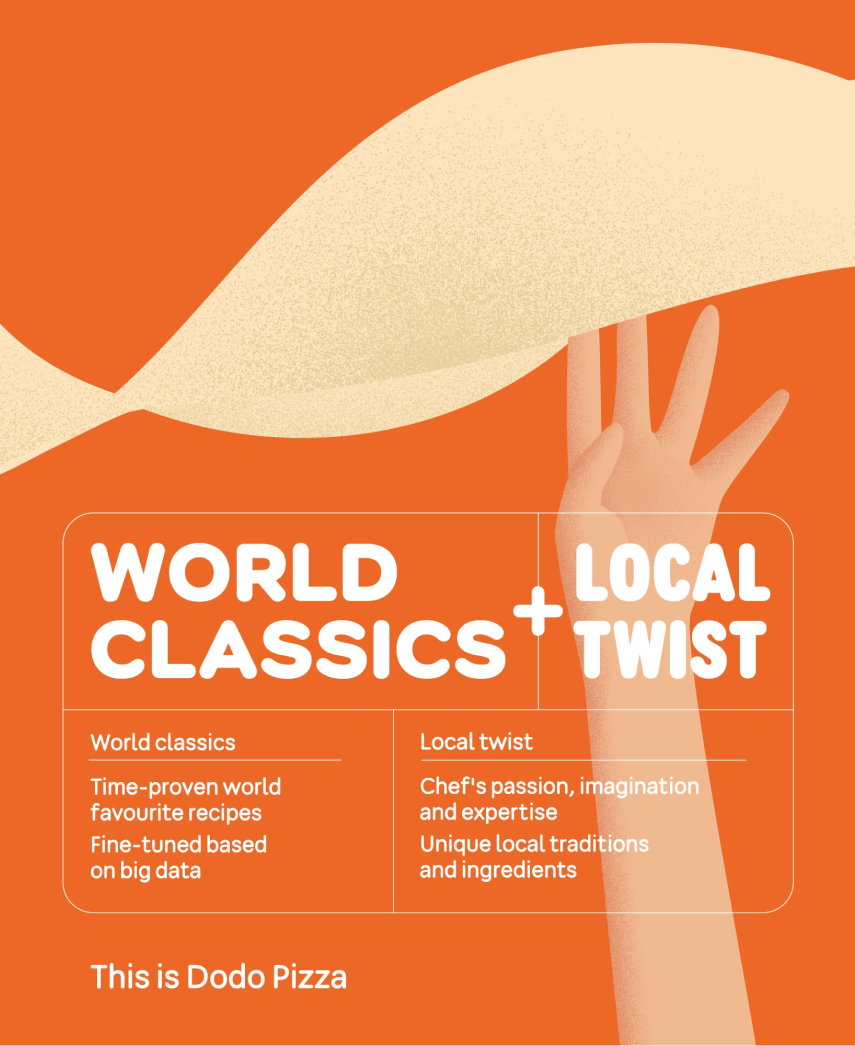 WORLD
CLASSICS
+
LOCAL
TWIST
World classics
Time-proven world
favourite recipes
Fine-tuned based
on big data
Local twist
Chef's passion, imagination
and expertise
Unique local traditions
and ingredients
This is Dodo Pizza